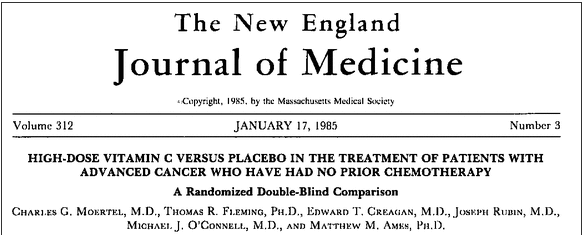 The New England
Journal of Medicine
Copyright, 1985, by the Massachusetts Medical Society
Volume 312 JANUARY 17, 1985 Number 3
HIGH-DOSE VITAMIN C VERSUS PLACEBO IN THE TREATMENT OF PATIENTS WITH
ADVANCED CANCER WHO HAVE HAD NO PRIOR CHEMOTHERAPY
A Randomized Double-Blind Comparison
CHARLES G. MOERTEL, M.D., THOMAS R. FLEMING, PH.D., EDWARD T. CREAGAN, M.D., JOSEPH RUBIN, M.D.,
MICHAEL J. O'CONNELL, M.D., AND MATTHEW M. AMES, PH.D.